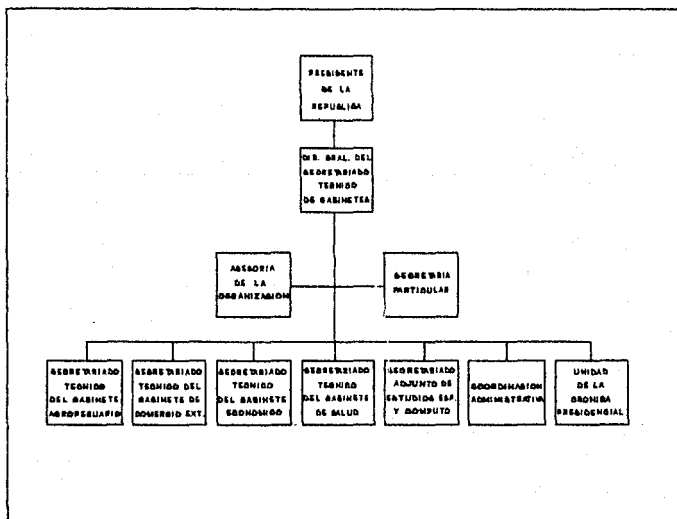 PRESIDENTE
DE LA
REPUBLICA
DIR. GRAL. DEL
SECRETARIADO
TECNICO
DE GABINETES
ASESORIA
DE LA
ORGANIZACION
SECRETARIA
PARTICULAR
SECRETARIADO
TECNICO
DEL GABINETE
AGROPECUARIO
SECRETARIADO
TECNICO DEL
GABINETE DE
COMERCIO EXT.
SECRETARIADO
TECNICO
DEL GABINETE
ECONOMICO
SECRETARIADO
TECNICO
DEL GABINETE
DE SALUD
SECRETARIADO
ADJUNTO DE
ESTUDIOS ESP.
Y COMPUTO
COORDINACION
ADMINISTRATIVA
UNIDAD
DE LA
CRONICA
PRESIDENCIAL